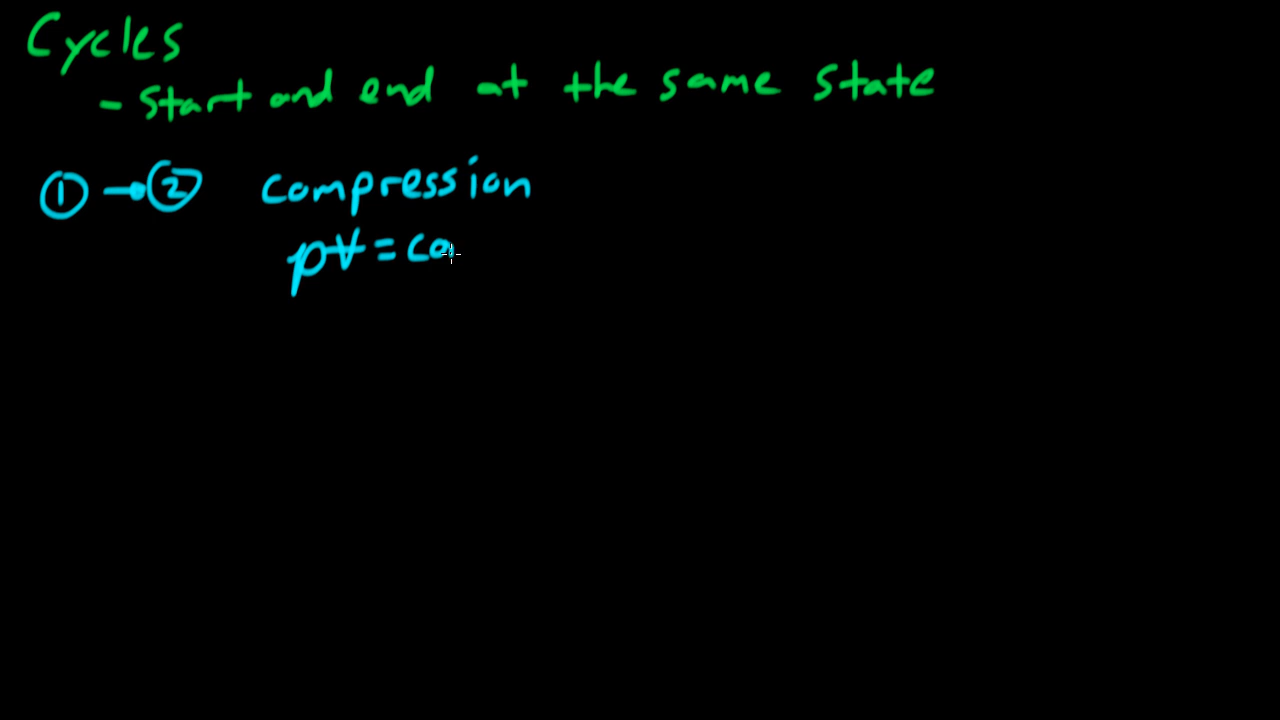 Cycles
- Start and end at the same state
① → ② compression
pV = co